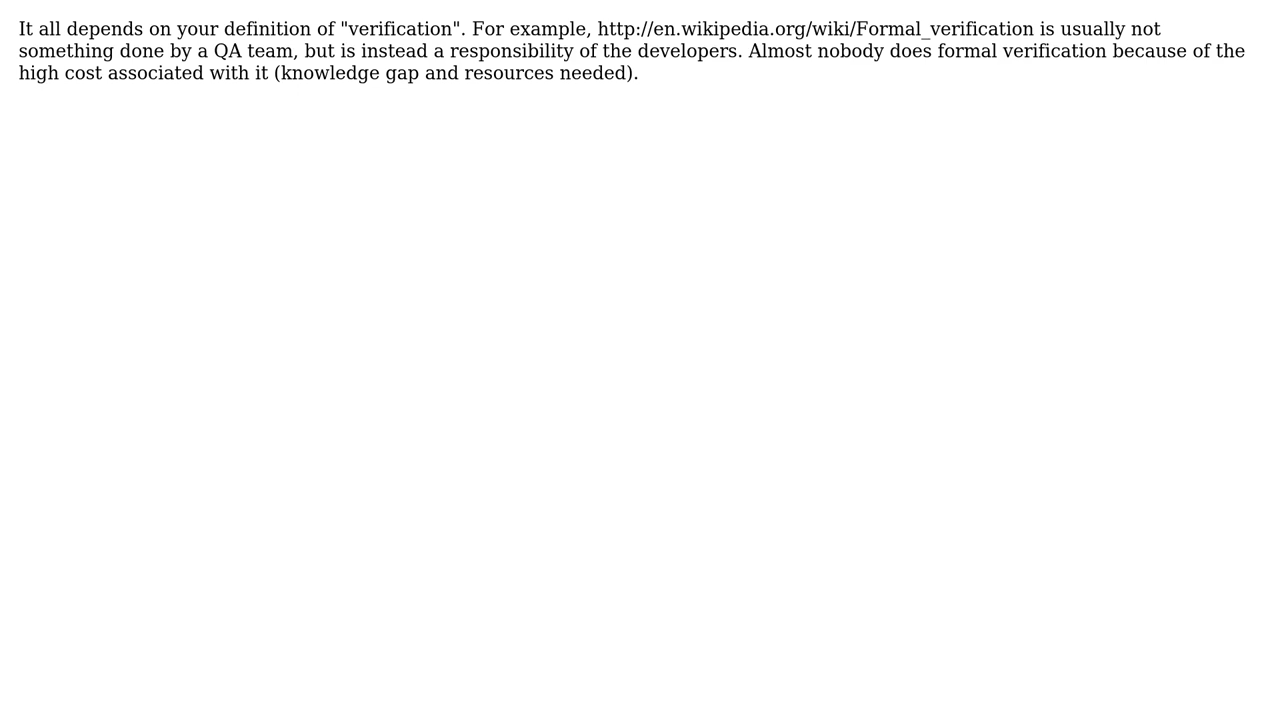 It all depends on your definition of "verification". For example, http://en.wikipedia.org/wiki/Formal_verification is usually not
something done by a QA team, but is instead a responsibility of the developers. Almost nobody does formal verification because of the
high cost associated with it (knowledge gap and resources needed).